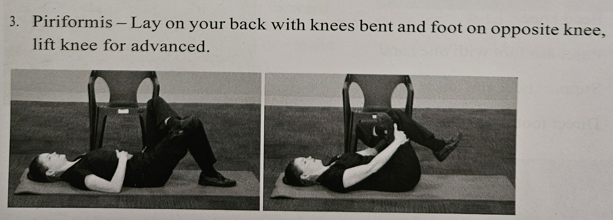 3. Piriformis – Lay on your back with knees bent and foot on opposite knee,
lift knee for advanced.